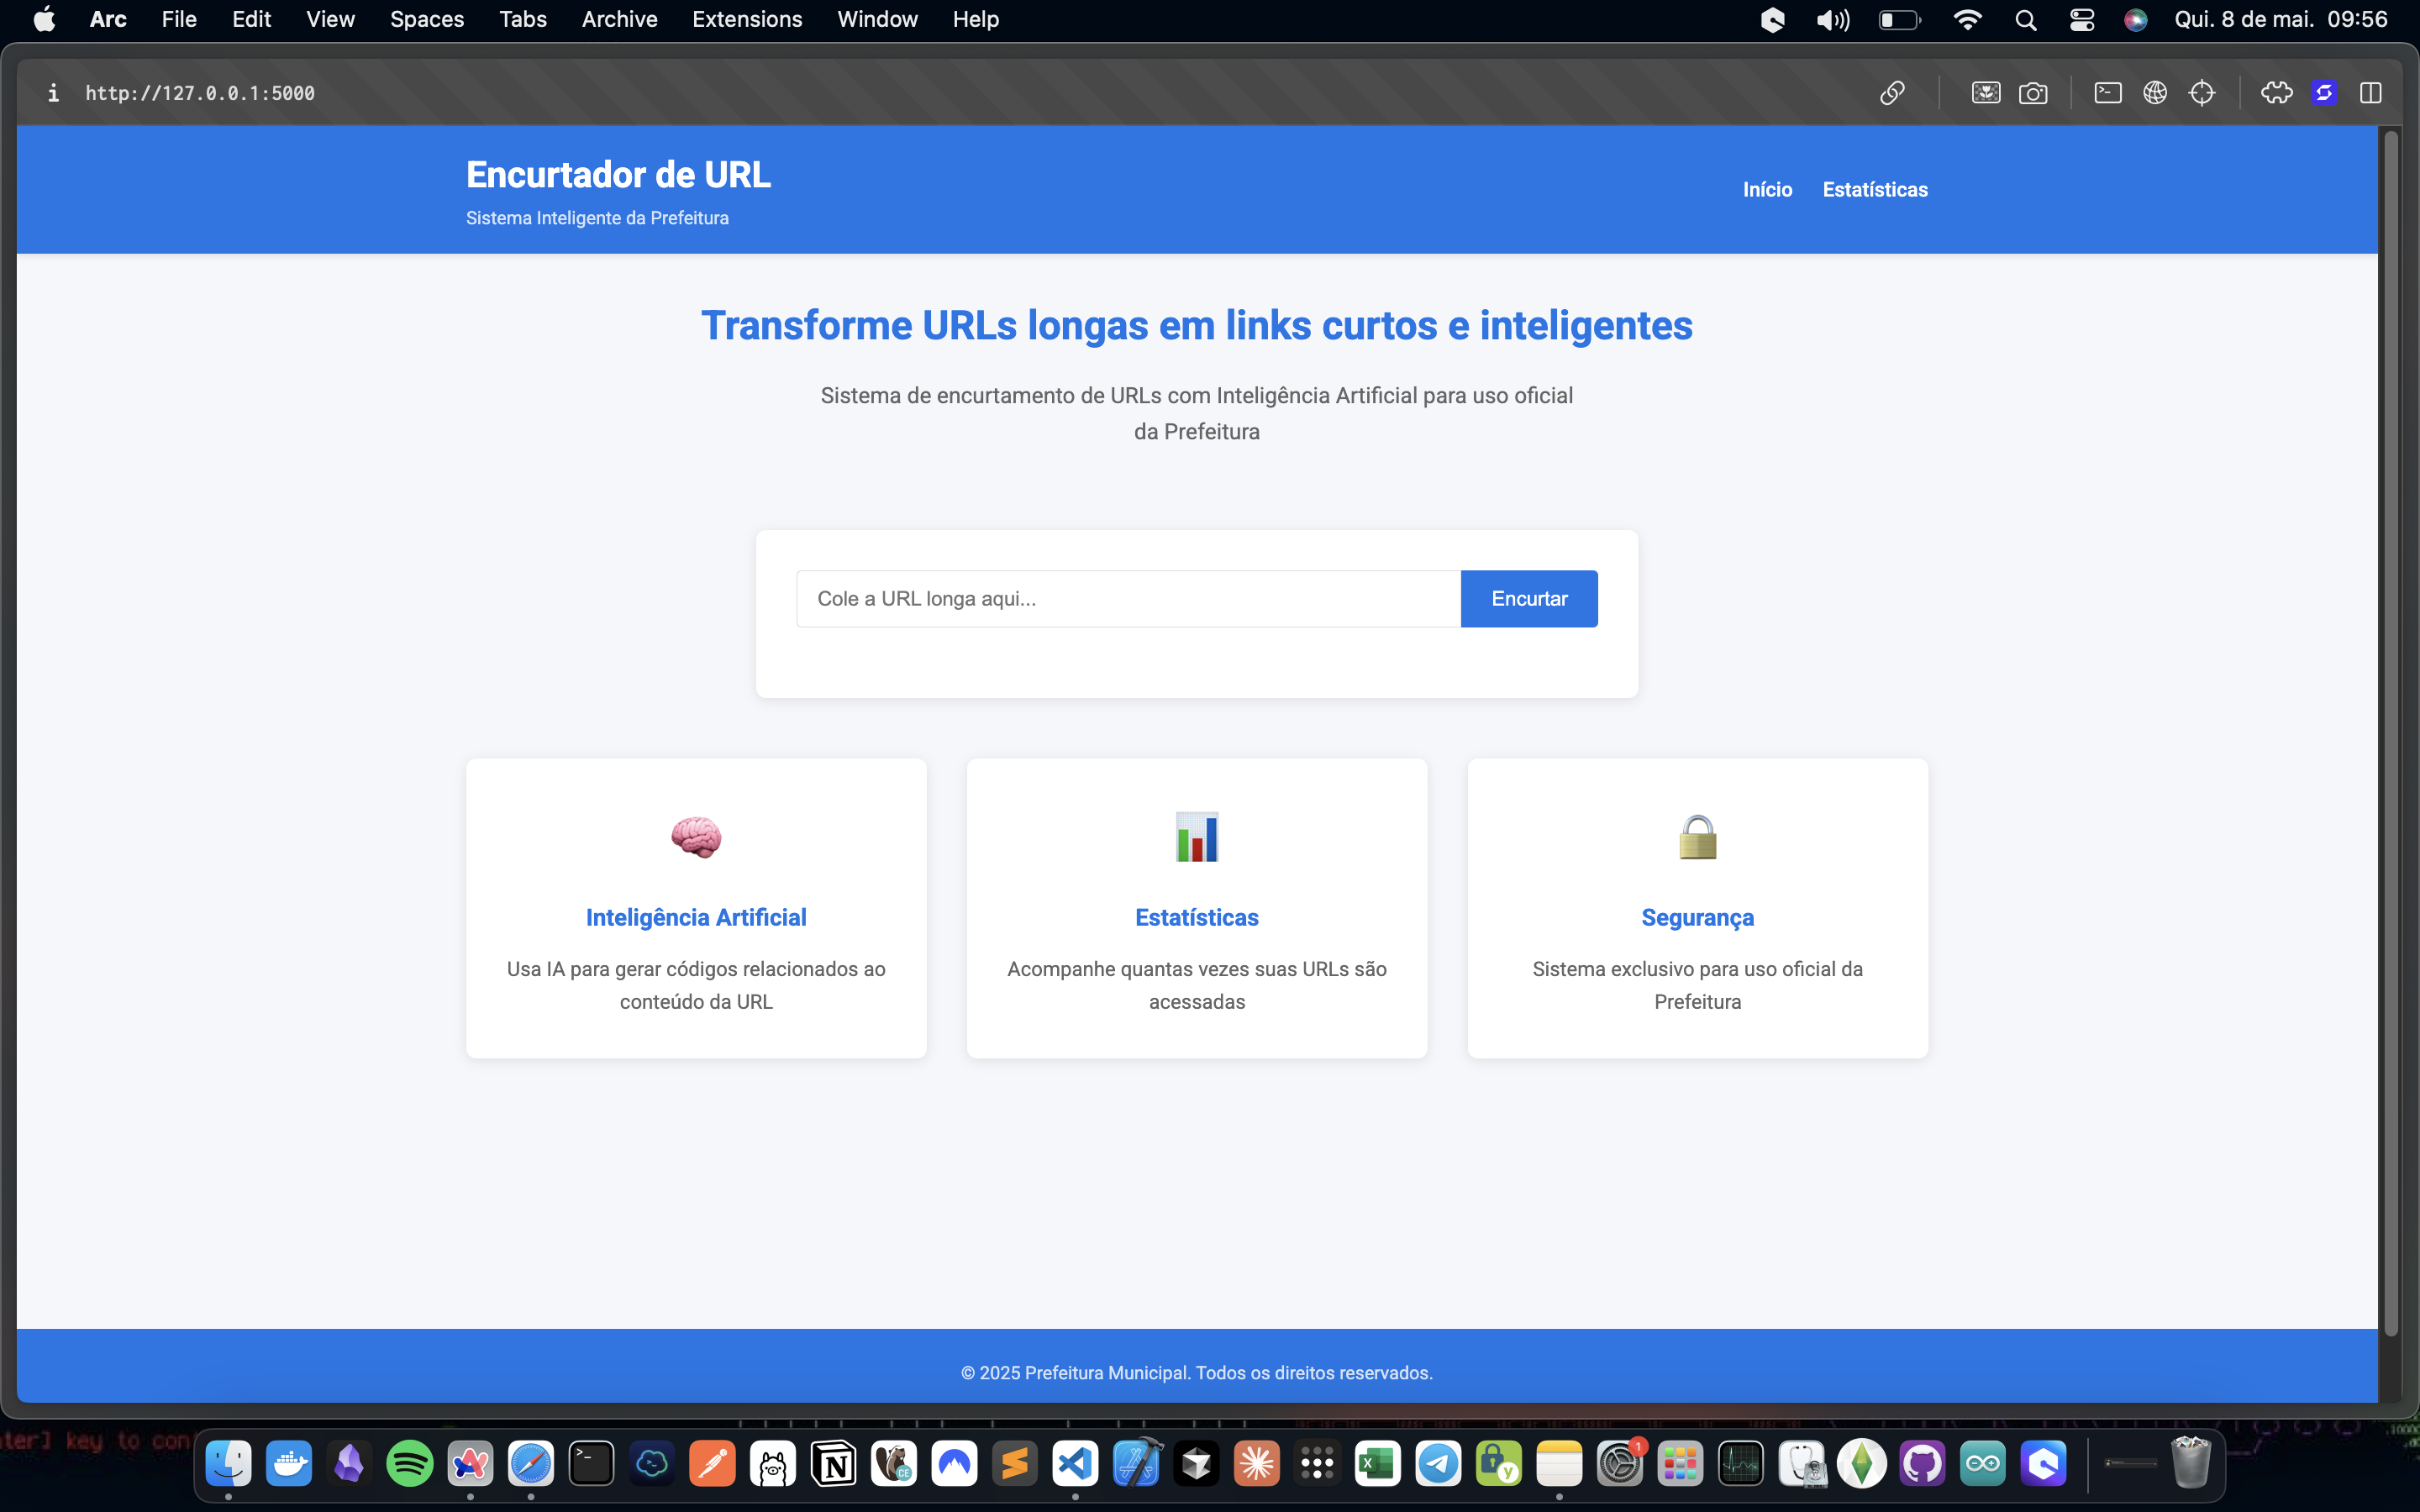 Arc File Edit View Spaces Tabs Archive Extensions Window Help Qui. 8 de mai. 09:56
http://127.0.0.1:5000
Encurtador de URL
Sistema Inteligente da Prefeitura
Início Estatísticas
Transforme URLs longas em links curtos e inteligentes
Sistema de encurtamento de URLs com Inteligência Artificial para uso oficial
da Prefeitura
Cole a URL longa aqui...
Encurtar
Inteligência Artificial
Usa IA para gerar códigos relacionados ao
conteúdo da URL
Estatísticas
Acompanhe quantas vezes suas URLs são
acessadas
Segurança
Sistema exclusivo para uso oficial da
Prefeitura
© 2025 Prefeitura Municipal. Todos os direitos reservados.
key to con
CE
1